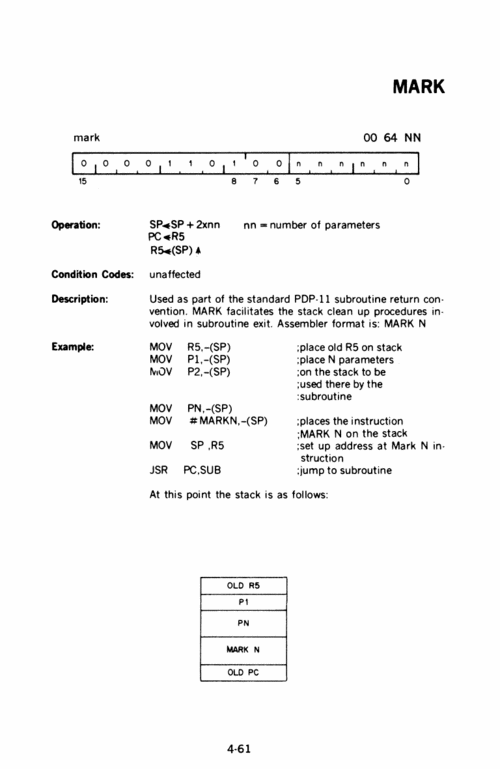 MARK
mark 00 64 NN
0 0 0 0 1 1 0 1 0 0 n n n n n n
15 8 7 6 5 0
Operation: SP◄SP + 2xnn nn = number of parameters
PC◄R5
R5◄(SP)▲
Condition Codes: unaffected
Description: Used as part of the standard PDP-11 subroutine return con-
vention. MARK facilitates the stack clean up procedures in-
volved in subroutine exit. Assembler format is: MARK N
Example: MOV R5,-(SP) ;place old R5 on stack
MOV P1,-(SP) ;place N parameters
MOV P2,-(SP) ;on the stack to be
;used there by the
:subroutine
MOV PN,-(SP)
MOV #MARKN,-(SP) ;places the instruction
;MARK N on the stack
MOV SP ,R5 ;set up address at Mark N in-
struction
JSR PC,SUB ;jump to subroutine
At this point the stack is as follows:
OLD R5
P1
PN
MARK N
OLD PC
4-61